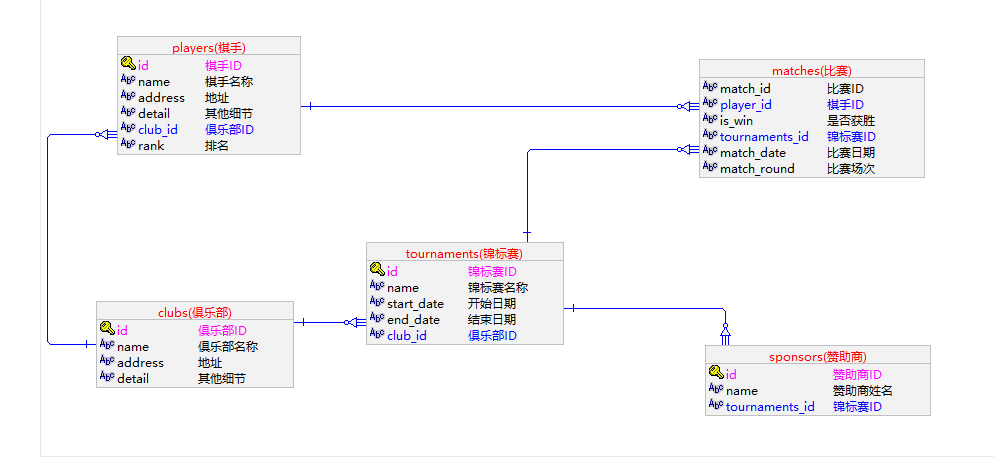 players(棋手)
id 棋手ID
name 棋手名称
address 地址
detail 其他细节
club_id 俱乐部ID
rank 排名
matches(比赛)
match_id 比赛ID
player_id 棋手ID
is_win 是否获胜
tournaments_id 锦标赛ID
match_date 比赛日期
match_round 比赛场次
tournaments(锦标赛)
id 锦标赛ID
name 锦标赛名称
start_date 开始日期
end_date 结束日期
club_id 俱乐部ID
clubs(俱乐部)
id 俱乐部ID
name 俱乐部名称
address 地址
detail 其他细节
sponsors(赞助商)
id 赞助商ID
name 赞助商姓名
tournaments_id 锦标赛ID